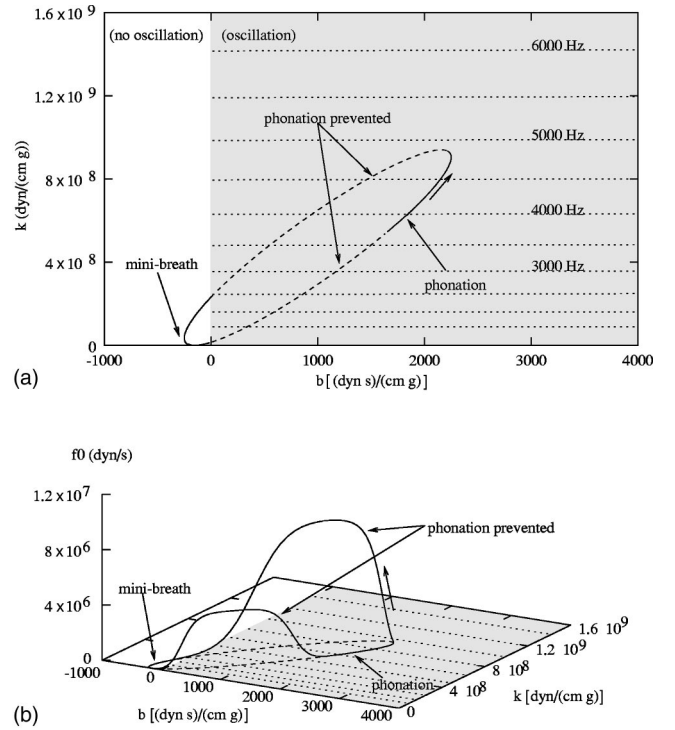 1.6 x 10^9
(no oscillation) (oscillation)
6000 Hz
1.2 x 10^9
phonation prevented
5000 Hz
k (dyn/(cm g))
8 x 10^8
4000 Hz
mini-breath
4 x 10^8
3000 Hz
phonation
0
-1000 0 1000 2000 3000 4000
(a)
b [ (dyn s)/(cm g) ]
f0 (dyn/s)
1.2 x 10^7
phonation prevented
8 x 10^6
mini-breath
4 x 10^6
1.6 10^9
1.2 10^9
0
-1000
0
1000
2000
3000
4000
phonation
8 10^8
4 10^8
0
k [dyn/(cm g)]
(b)
b [(dyn s)/(cm g)]